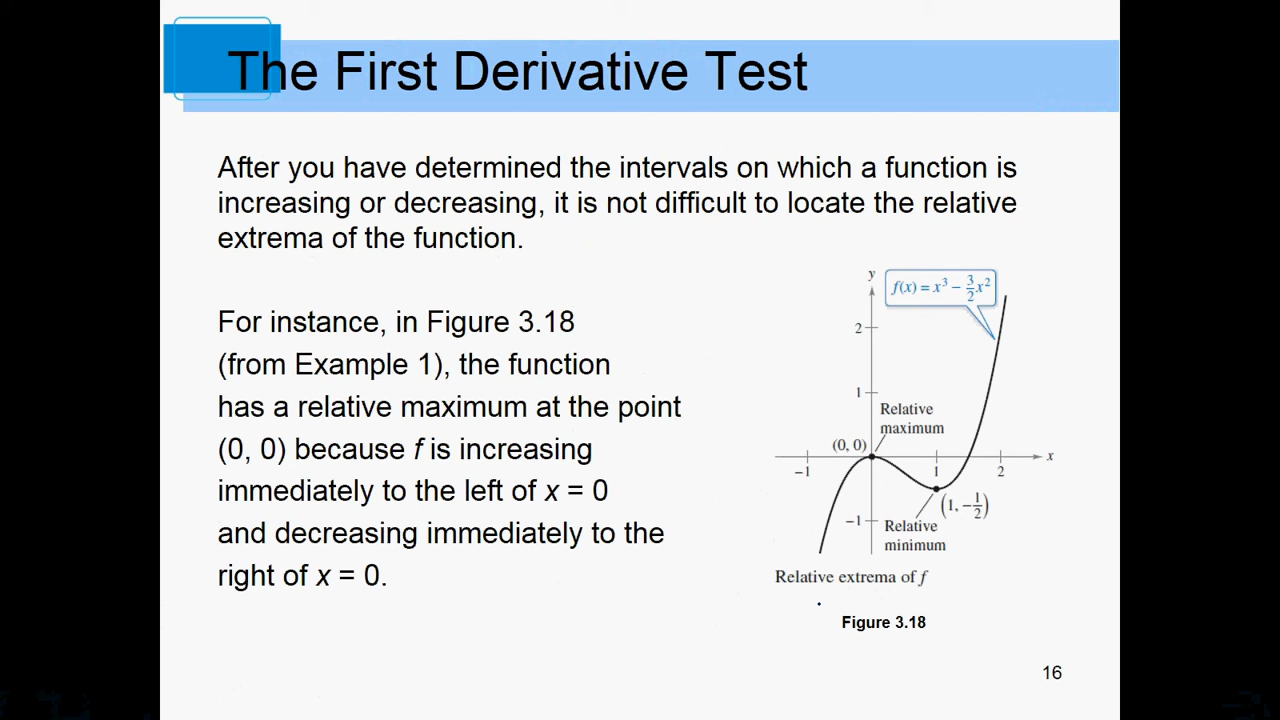 The First Derivative Test
After you have determined the intervals on which a function is
increasing or decreasing, it is not difficult to locate the relative
extrema of the function.
For instance, in Figure 3.18
(from Example 1), the function
has a relative maximum at the point
(0, 0) because f is increasing
immediately to the left of x = 0
and decreasing immediately to the
right of x = 0.
y
f(x) = x³ − 3/2 x²
2
1
Relative
maximum
(0, 0)
x
−1
1
2
(1, −1/2)
−1
Relative
minimum
Relative extrema of f
Figure 3.18
16